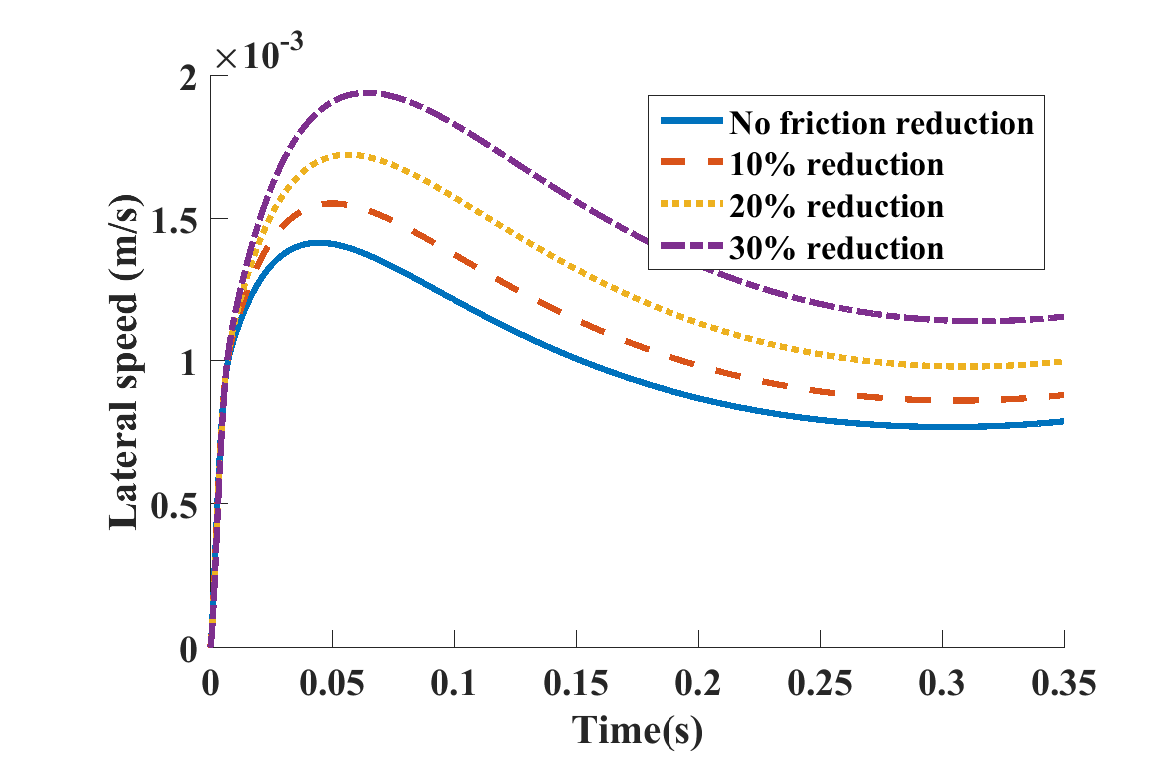 ×10-3
2
1.5
1
0.5
0
Lateral speed (m/s)
No friction reduction
10% reduction
20% reduction
30% reduction
0 0.05 0.1 0.15 0.2 0.25 0.3 0.35
Time(s)